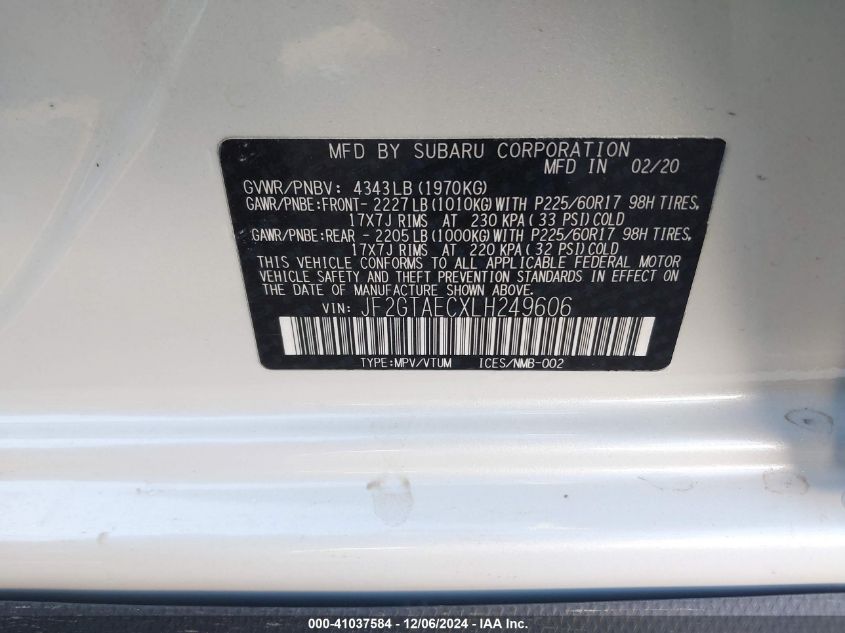 MFD BY SUBARU CORPORATION
MFD IN 02/20
GVWR/PNBV: 4343LB(1970KG)
GAWR/PNBE:FRONT- 2227LB(1010KG)WITH P225/60R17 98H TIRES,
17X7J RIMS AT 230 KPA(33 PSI)COLD
GAWR/PNBE:REAR - 2205LB(1000KG)WITH P225/60R17 98H TIRES,
17X7J RIMS AT 220 KPA(32 PSI)COLD
THIS VEHICLE CONFORMS TO ALL APPLICABLE FEDERAL MOTOR
VEHICLE SAFETY AND THEFT PREVENTION STANDARDS IN EFFECT ON
THE DATE OF MANUFACTURE SHOWN ABOVE.
VIN: JF2GTAECXLH249606
TYPE:MPV/VTUM ICES/NMB-002
000-41037584 - 12/06/2024 - IAA, Inc.